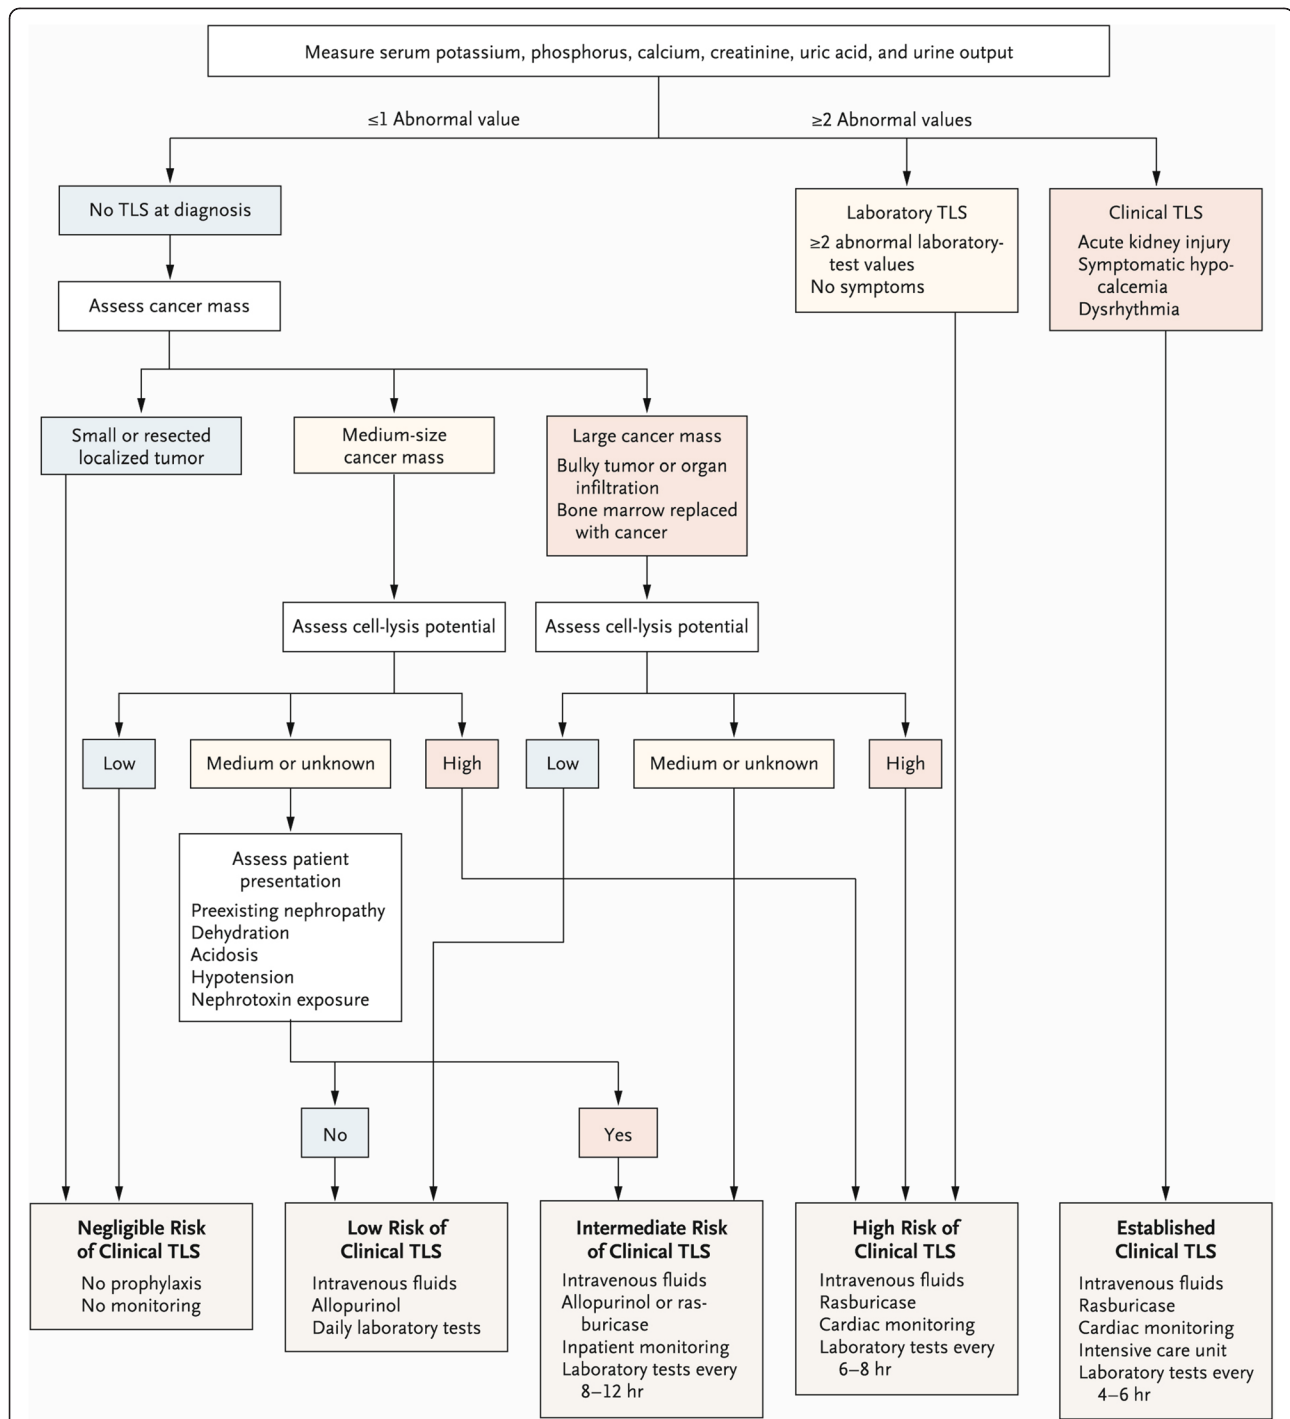 Measure serum potassium, phosphorus, calcium, creatinine, uric acid, and urine output
≤1 Abnormal value
≥2 Abnormal values
No TLS at diagnosis
Laboratory TLS
≥2 abnormal laboratory-
test values
No symptoms
Clinical TLS
Acute kidney injury
Symptomatic hypo-
calcemia
Dysrhythmia
Assess cancer mass
Small or resected
localized tumor
Medium-size
cancer mass
Large cancer mass
Bulky tumor or organ
infiltration
Bone marrow replaced
with cancer
Assess cell-lysis potential
Assess cell-lysis potential
Low
Medium or unknown
High
Low
Medium or unknown
High
Assess patient
presentation
Preexisting nephropathy
Dehydration
Acidosis
Hypotension
Nephrotoxin exposure
No
Yes
Negligible Risk
of Clinical TLS
No prophylaxis
No monitoring
Low Risk of
Clinical TLS
Intravenous fluids
Allopurinol
Daily laboratory tests
Intermediate Risk
of Clinical TLS
Intravenous fluids
Allopurinol or ras-
buricase
Inpatient monitoring
Laboratory tests every
8–12 hr
High Risk of
Clinical TLS
Intravenous fluids
Rasburicase
Cardiac monitoring
Laboratory tests every
6–8 hr
Established
Clinical TLS
Intravenous fluids
Rasburicase
Cardiac monitoring
Intensive care unit
Laboratory tests every
4–6 hr